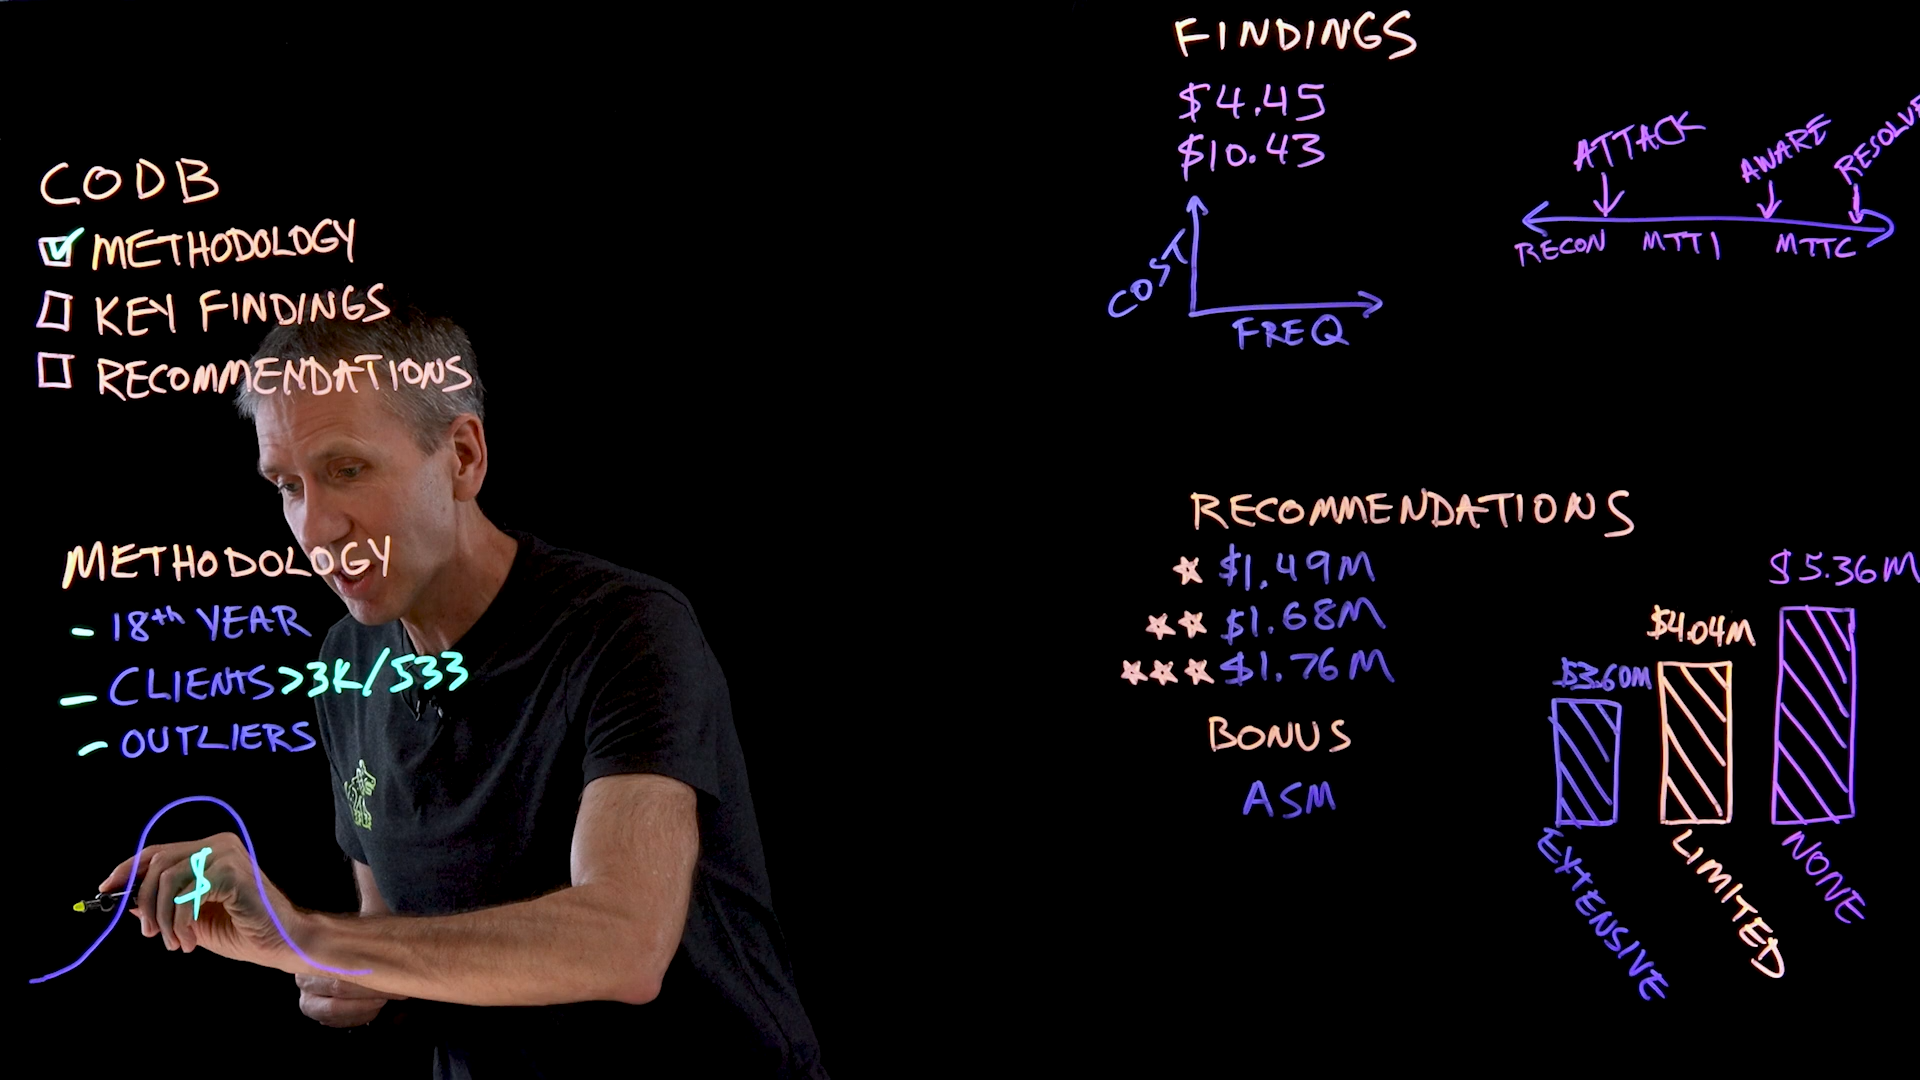 CODB
METHODOLOGY
KEY FINDINGS
RECOMMENDATIONS
METHODOLOGY
- 18th YEAR
- CLIENTS >3K/533
- OUTLIERS
$
FINDINGS
$4.45
$10.43
COST
FREQ
ATTACK
AWARE
RESOLVE
RECON
MTTI
MTTC
RECOMMENDATIONS
$1.49M
$1.68M
$1.76M
BONUS
ASM
$3.60M
$4.04M
$5.36M
EXTENSIVE
LIMITED
NONE